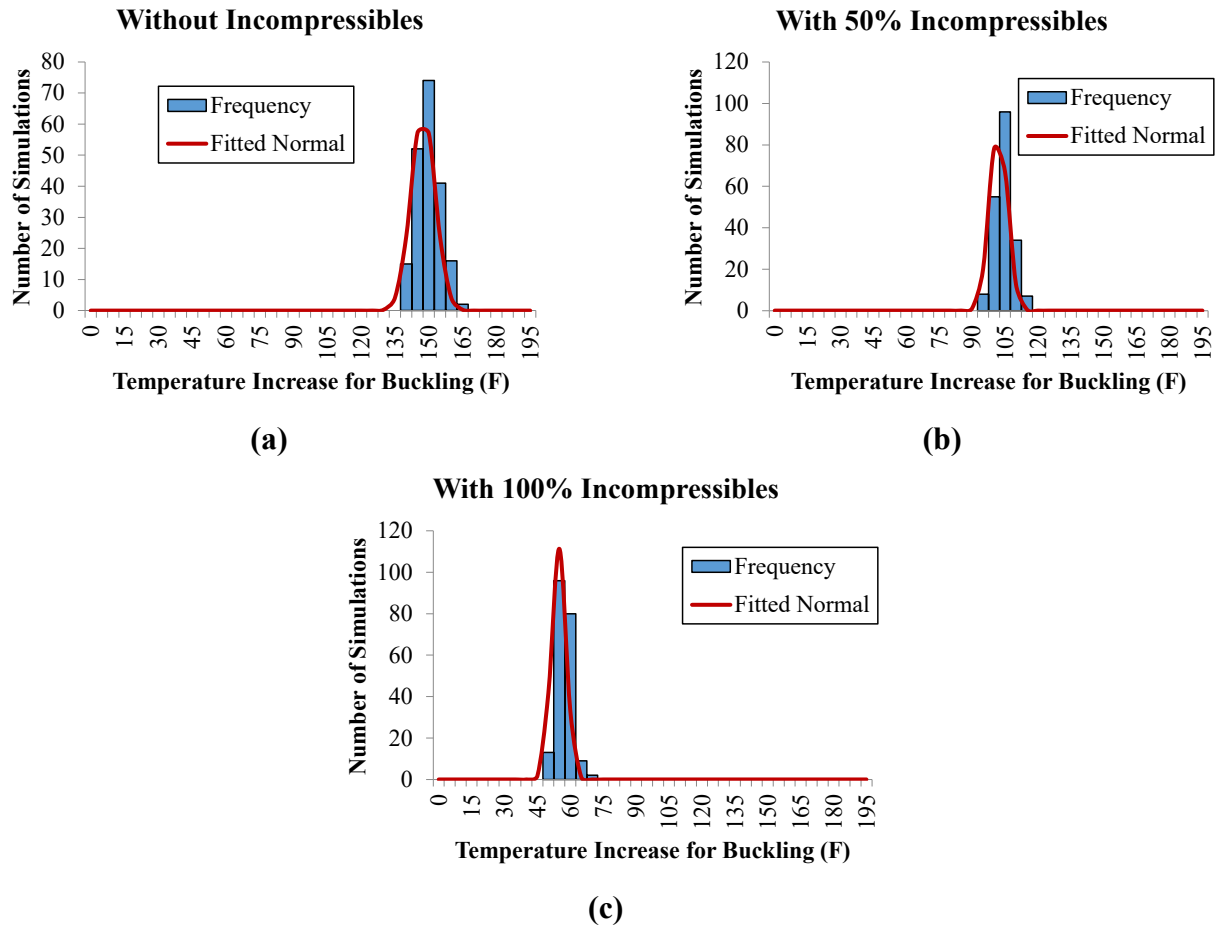 Without Incompressibles
Number of Simulations
80
70
60
50
40
30
20
10
0
Frequency
Fitted Normal
0 15 30 45 60 75 90 105 120 135 150 165 180 195
Temperature Increase for Buckling (F)
(a)
With 50% Incompressibles
Number of Simulations
120
100
80
60
40
20
0
Frequency
Fitted Normal
0 15 30 45 60 75 90 105 120 135 150 165 180 195
Temperature Increase for Buckling (F)
(b)
With 100% Incompressibles
Number of Simulations
120
100
80
60
40
20
0
Frequency
Fitted Normal
0 15 30 45 60 75 90 105 120 135 150 165 180 195
Temperature Increase for Buckling (F)
(c)